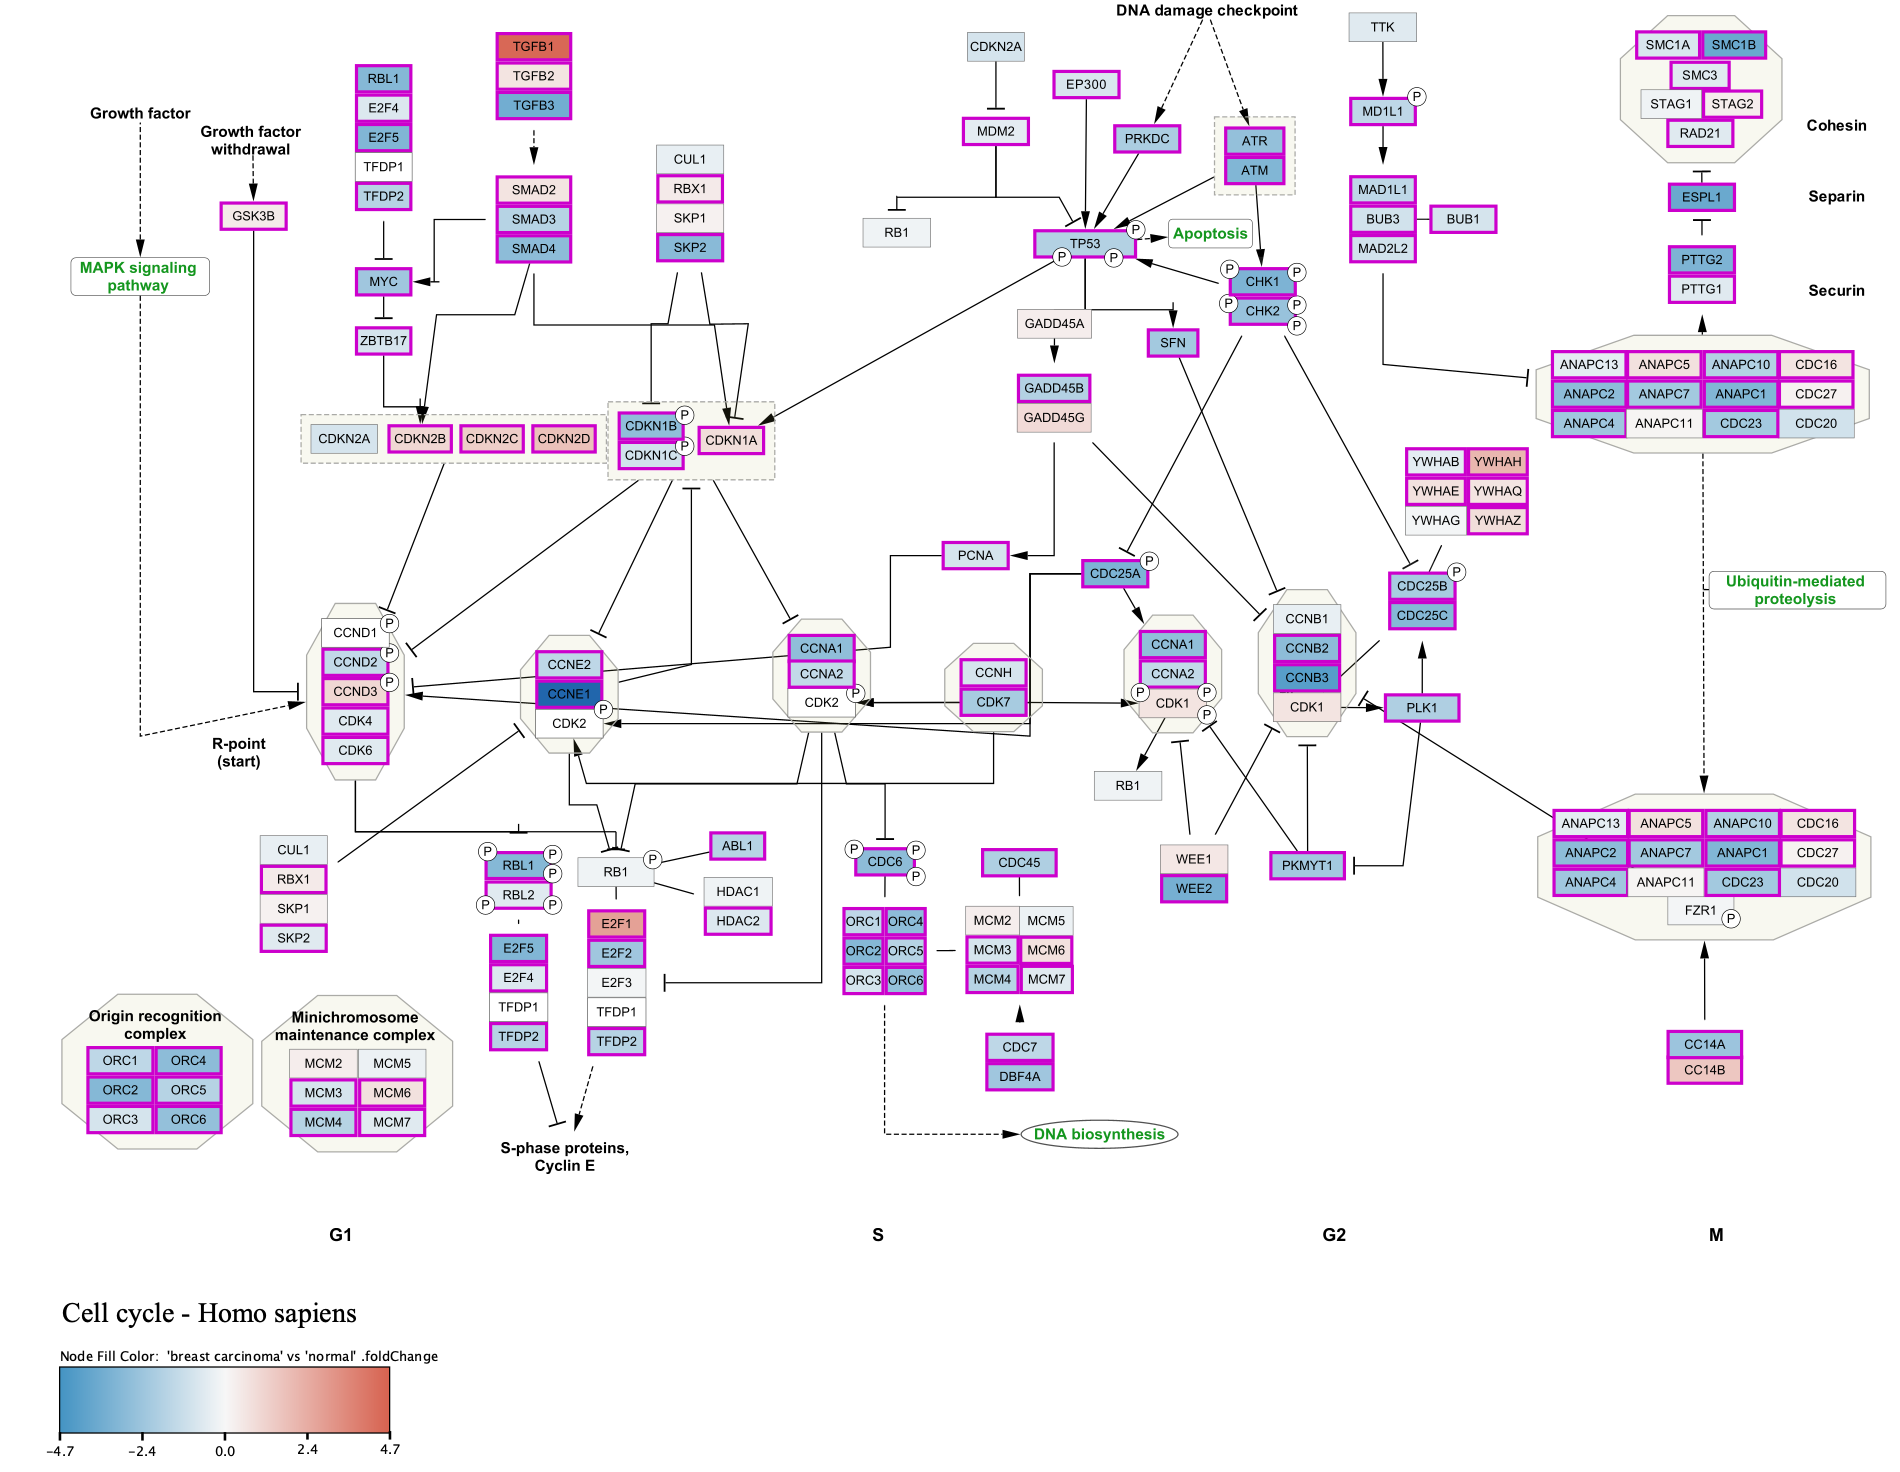 DNA damage checkpoint
Growth factor
Growth factor
withdrawal
GSK3B
MAPK signaling
pathway
RBL1
E2F4
E2F5
TFDP1
TFDP2
MYC
ZBTB17
TGFB1
TGFB2
TGFB3
SMAD2
SMAD3
SMAD4
CUL1
RBX1
SKP1
SKP2
CDKN2A
MDM2
RB1
EP300
PRKDC
ATR
ATM
TP53
P
P
P
Apoptosis
CHK1
CHK2
P
P
P
P
P
GADD45A
GADD45B
GADD45G
SFN
TTK
MD1L1
P
MAD1L1
BUB3
BUB1
MAD2L2
SMC1A
SMC1B
SMC3
STAG1
STAG2
RAD21
Cohesin
ESPL1
Separin
PTTG2
PTTG1
Securin
ANAPC13
ANAPC5
ANAPC10
CDC16
ANAPC2
ANAPC7
ANAPC1
CDC27
ANAPC4
ANAPC11
CDC23
CDC20
CDKN2A
CDKN2B
CDKN2C
CDKN2D
CDKN1B
P
CDKN1C
P
CDKN1A
YWHAB
YWHAH
YWHAE
YWHAQ
YWHAG
YWHAZ
PCNA
CDC25A
P
CDC25B
P
CDC25C
Ubiquitin-mediated
proteolysis
CCND1
P
CCND2
P
CCND3
P
CDK4
CDK6
R-point
(start)
CCNE2
CCNE1
CDK2
P
CCNA1
CCNA2
CDK2
P
CCNH
CDK7
CCNA1
CCNA2
CDK1
P
P
P
RB1
CCNB1
CCNB2
CCNB3
CDK1
PLK1
CUL1
RBX1
SKP1
SKP2
RBL1
P
P
P
RBL2
P
P
E2F5
E2F4
TFDP1
TFDP2
RB1
P
ABL1
HDAC1
HDAC2
E2F1
E2F2
E2F3
TFDP1
TFDP2
CDC6
P
P
P
ORC1
ORC4
ORC2
ORC5
ORC3
ORC6
CDC45
MCM2
MCM5
MCM3
MCM6
MCM4
MCM7
CDC7
DBF4A
WEE1
WEE2
PKMYT1
ANAPC13
ANAPC5
ANAPC10
CDC16
ANAPC2
ANAPC7
ANAPC1
CDC27
ANAPC4
ANAPC11
CDC23
CDC20
FZR1
P
CC14A
CC14B
Origin recognition
complex
ORC1
ORC4
ORC2
ORC5
ORC3
ORC6
Minichromosome
maintenance complex
MCM2
MCM5
MCM3
MCM6
MCM4
MCM7
S-phase proteins,
Cyclin E
DNA biosynthesis
G1
S
G2
M
Cell cycle - Homo sapiens
Node Fill Color: 'breast carcinoma' vs 'normal' .foldChange
−4.7
−2.4
0.0
2.4
4.7